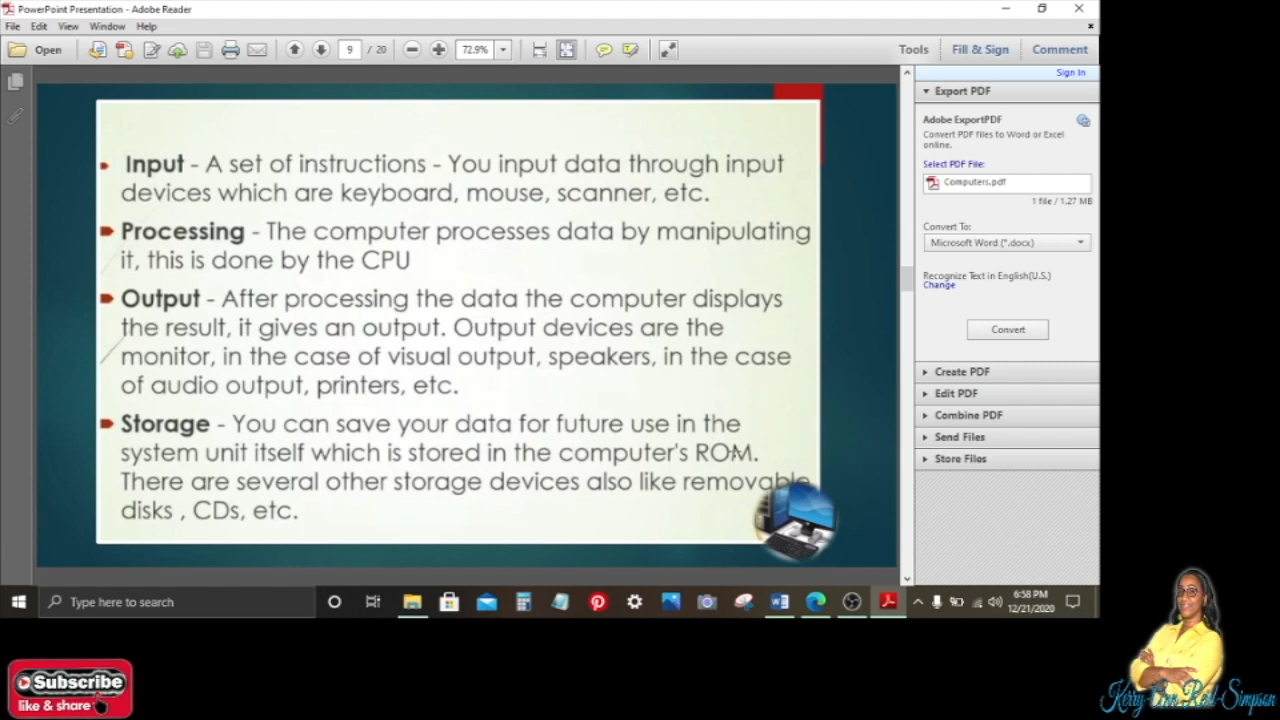 PowerPoint Presentation - Adobe Reader
File Edit View Window Help
Open 9 / 20 72.9% Tools Fill & Sign Comment
Sign In
Input - A set of instructions - You input data through input
devices which are keyboard, mouse, scanner, etc.
Processing - The computer processes data by manipulating
it, this is done by the CPU
Output - After processing the data the computer displays
the result, it gives an output. Output devices are the
monitor, in the case of visual output, speakers, in the case
of audio output, printers, etc.
Storage - You can save your data for future use in the
system unit itself which is stored in the computer's ROM.
There are several other storage devices also like removable
disks , CDs, etc.
Export PDF
Adobe ExportPDF
Convert PDF files to Word or Excel
online.
Select PDF File:
Computers.pdf
1 file / 1.27 MB
Convert To:
Microsoft Word (*.docx)
Recognize Text in English(U.S.)
Change
Convert
Create PDF
Edit PDF
Combine PDF
Send Files
Store Files
Type here to search
6:58 PM
12/21/2020
Subscribe
like & share
Kerry-Ann Reid-Simpson